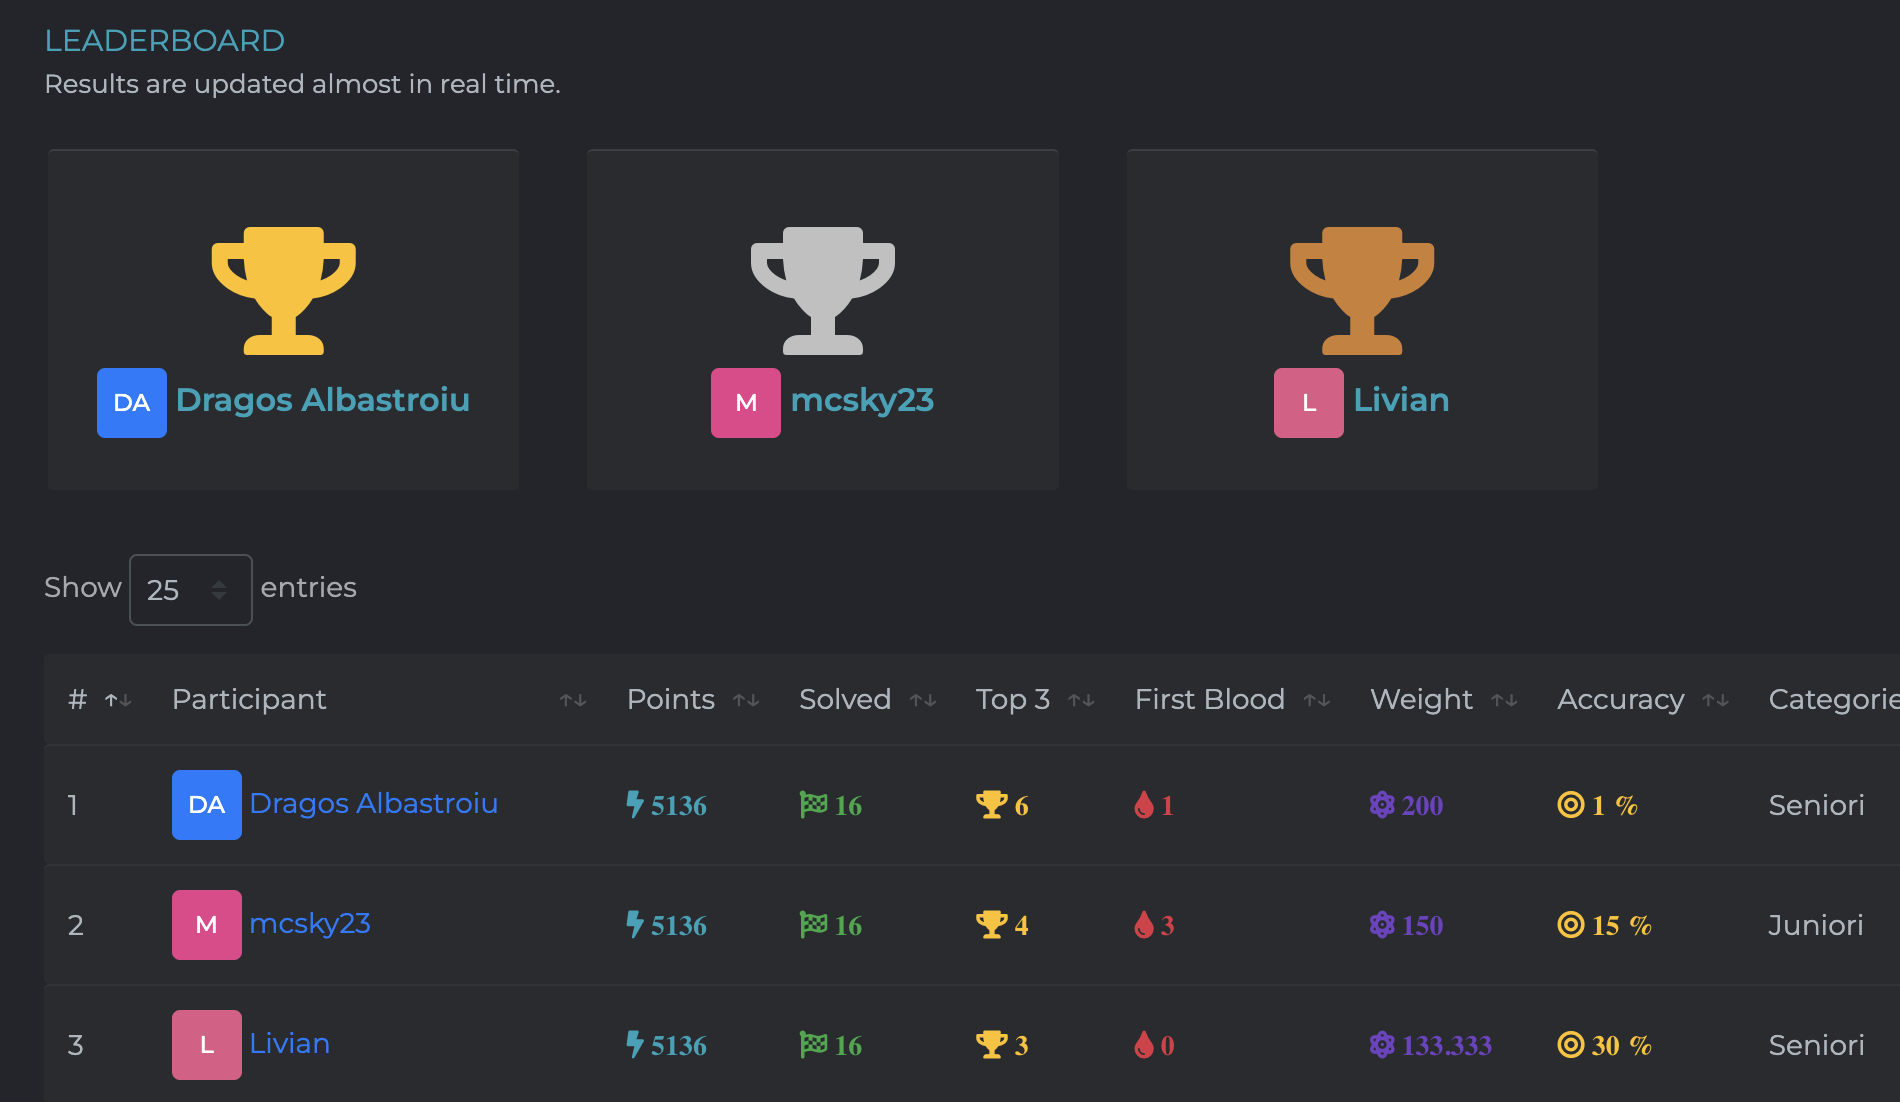 LEADERBOARD
Results are updated almost in real time.
DA Dragos Albastroiu
M mcsky23
L Livian
Show 25 entries
# Participant Points Solved Top 3 First Blood Weight Accuracy Categorie
1 DA Dragos Albastroiu 5136 16 6 1 200 1 % Seniori
2 M mcsky23 5136 16 4 3 150 15 % Juniori
3 L Livian 5136 16 3 0 133.333 30 % Seniori